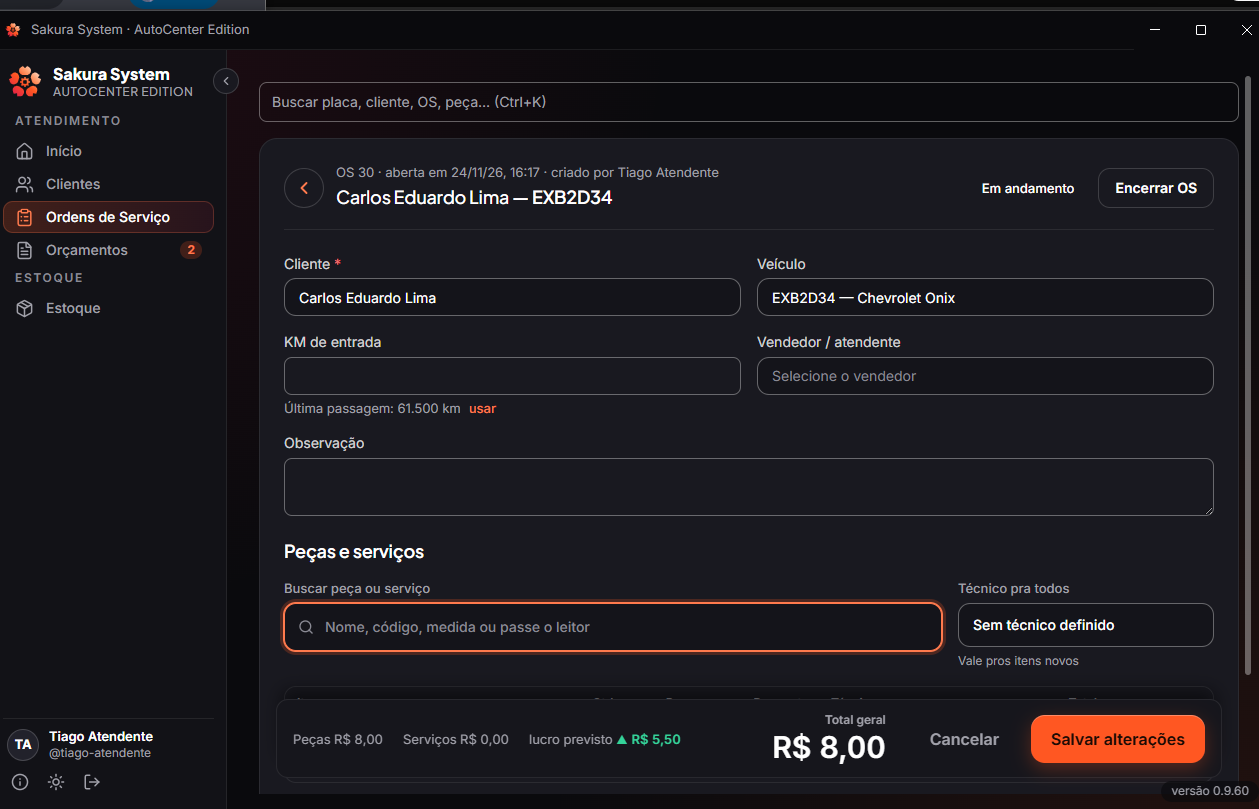 Sakura System · AutoCenter Edition
Sakura System
AUTOCENTER EDITION
ATENDIMENTO
Início
Clientes
Ordens de Serviço
Orçamentos 2
ESTOQUE
Estoque
Tiago Atendente
@tiago-atendente
TA
Buscar placa, cliente, OS, peça... (Ctrl+K)
OS 30 · aberta em 24/11/26, 16:17 · criado por Tiago Atendente
Carlos Eduardo Lima — EXB2D34
Em andamento
Encerrar OS
Cliente *
Carlos Eduardo Lima
Veículo
EXB2D34 — Chevrolet Onix
KM de entrada
Última passagem: 61.500 km usar
Vendedor / atendente
Selecione o vendedor
Observação
Peças e serviços
Buscar peça ou serviço
Nome, código, medida ou passe o leitor
Técnico pra todos
Sem técnico definido
Vale pros itens novos
Peças R$ 8,00 Serviços R$ 0,00 lucro previsto ▲ R$ 5,50
Total geral
R$ 8,00
Cancelar
Salvar alterações
versão 0.9.60